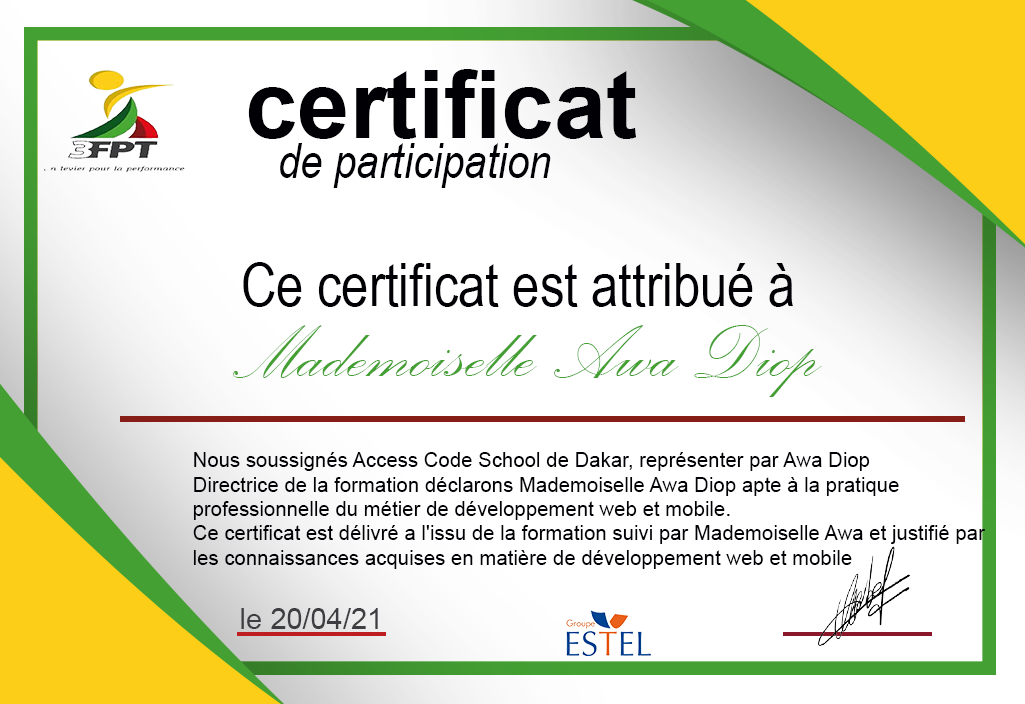 certificat
de participation
3FPT
. n levier pour la performance
Ce certificat est attribué à
Mademoiselle Awa Diop
Nous soussignés Access Code School de Dakar, représenter par Awa Diop
Directrice de la formation déclarons Mademoiselle Awa Diop apte à la pratique
professionnelle du métier de développement web et mobile.
Ce certificat est délivré a l'issu de la formation suivi par Mademoiselle Awa et justifié par
les connaissances acquises en matière de développement web et mobile
le 20/04/21
Groupe
ESTEL